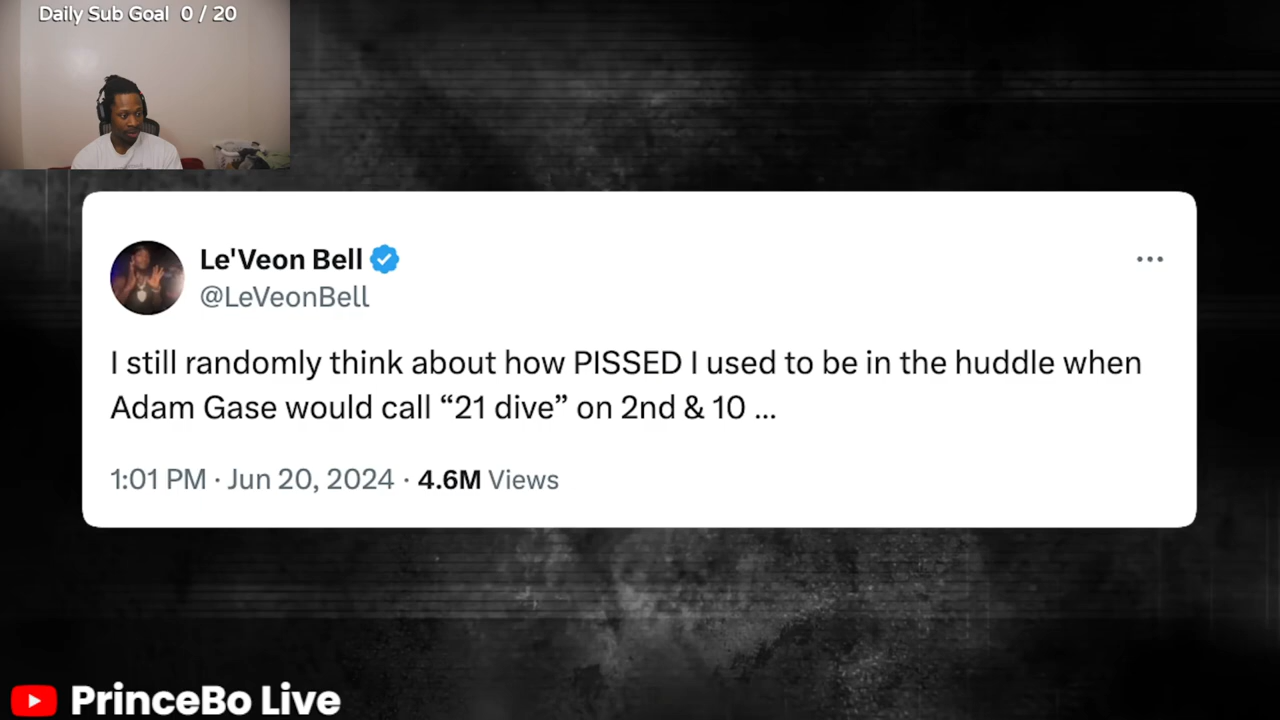 Daily Sub Goal 0 / 20
Le'Veon Bell
@LeVeonBell
I still randomly think about how PISSED I used to be in the huddle when
Adam Gase would call “21 dive” on 2nd & 10 ...
1:01 PM · Jun 20, 2024 · 4.6M Views
PrinceBo Live